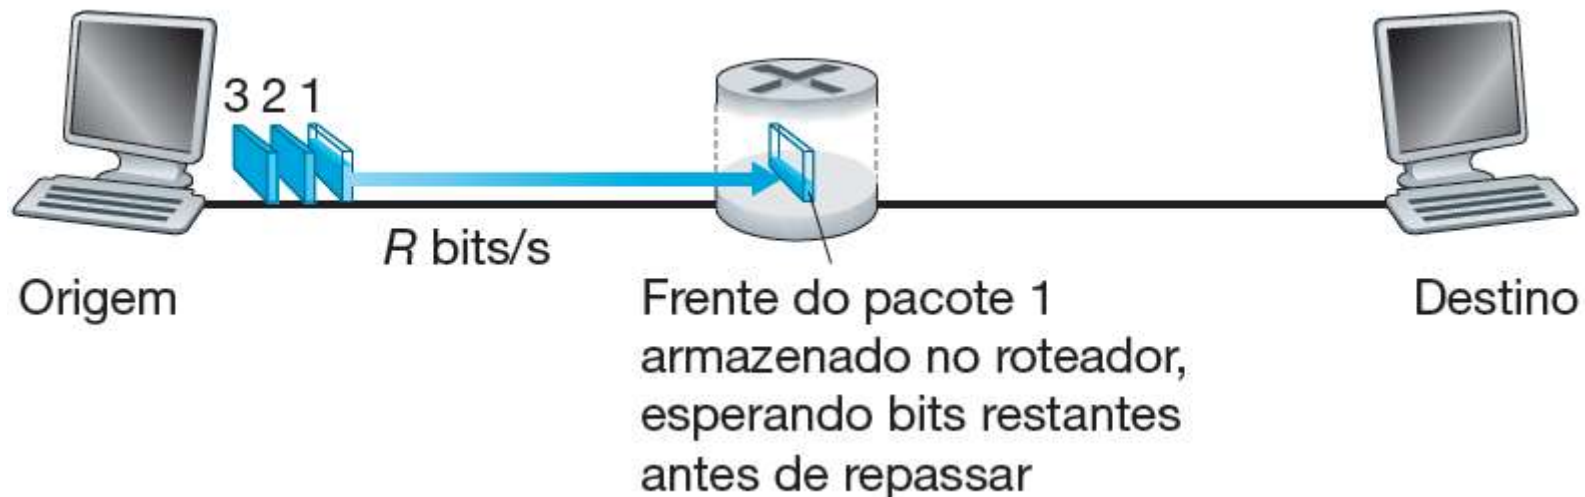 3 2 1
R bits/s
Origem
Frente do pacote 1
armazenado no roteador,
esperando bits restantes
antes de repassar
Destino